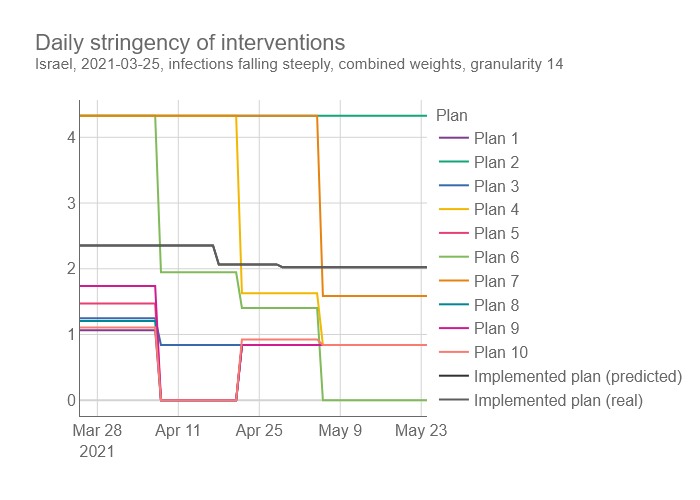 Daily stringency of interventions
Israel, 2021-03-25, infections falling steeply, combined weights, granularity 14
4
3
2
1
0
Mar 28
2021
Apr 11
Apr 25
May 9
May 23
Plan
Plan 1
Plan 2
Plan 3
Plan 4
Plan 5
Plan 6
Plan 7
Plan 8
Plan 9
Plan 10
Implemented plan (predicted)
Implemented plan (real)